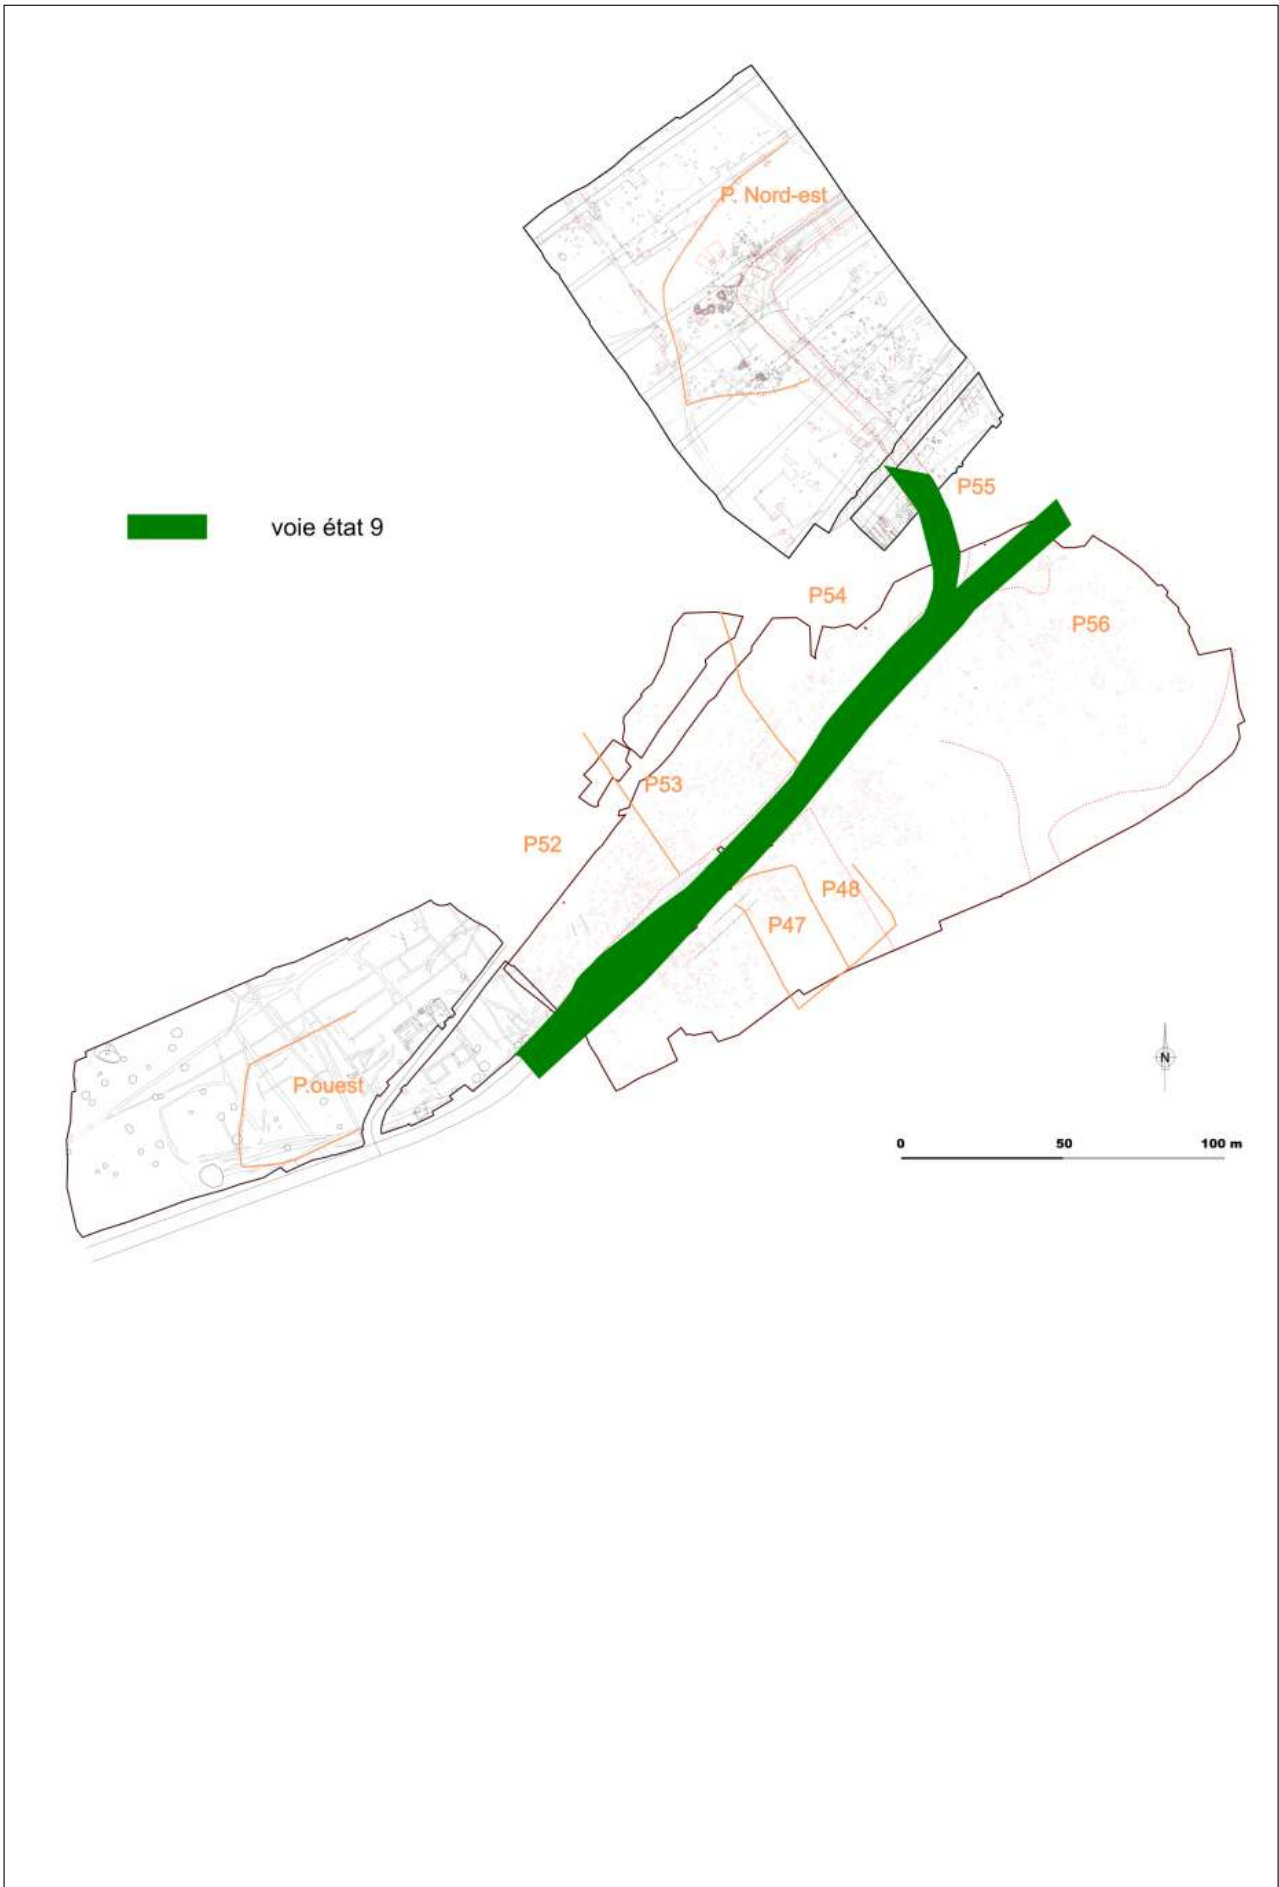 P. Nord-est
P55
voie état 9
P54
P56
P53
P52
P48
P47
N
P.ouest
0 50 100 m